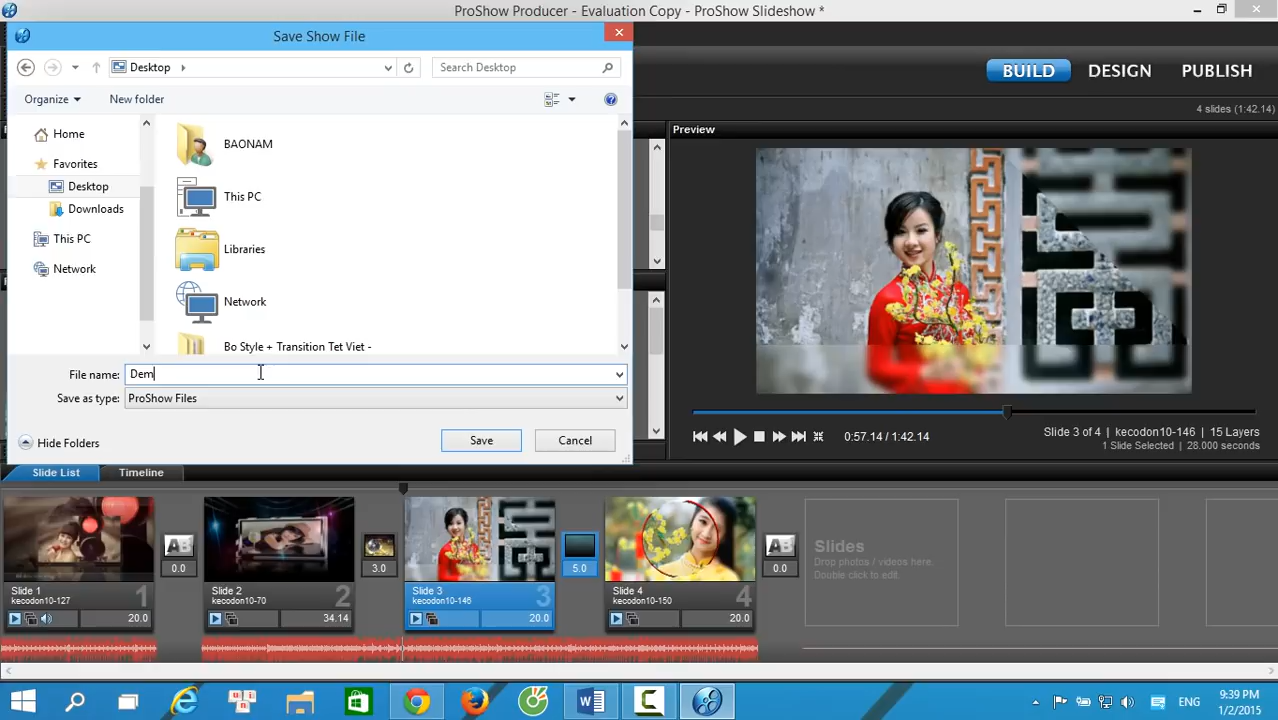 ProShow Producer - Evaluation Copy - ProShow Slideshow *
Save Show File
Desktop
Search Desktop
BUILD
DESIGN
PUBLISH
Organize
New folder
4 slides (1:42.14)
Preview
Home
Favorites
Desktop
Downloads
This PC
Network
BAONAM
This PC
Libraries
Network
Bo Style + Transition Tet Viet -
File name: Dem
Save as type: ProShow Files
Hide Folders
Save
Cancel
0:57.14 / 1:42.14
Slide 3 of 4 | kecodon10-146 | 15 Layers
1 Slide Selected | 28.000 seconds
Slide List
Timeline
AB
0.0
3.0
5.0
AB
0.0
Slide 1
kecodon10-127
1
20.0
Slide 2
kecodon10-70
2
34.14
Slide 3
kecodon10-146
3
20.0
Slide 4
kecodon10-150
4
20.0
Slides
Drop photos / videos here.
Double click to edit.
ENG
9:39 PM
1/2/2015